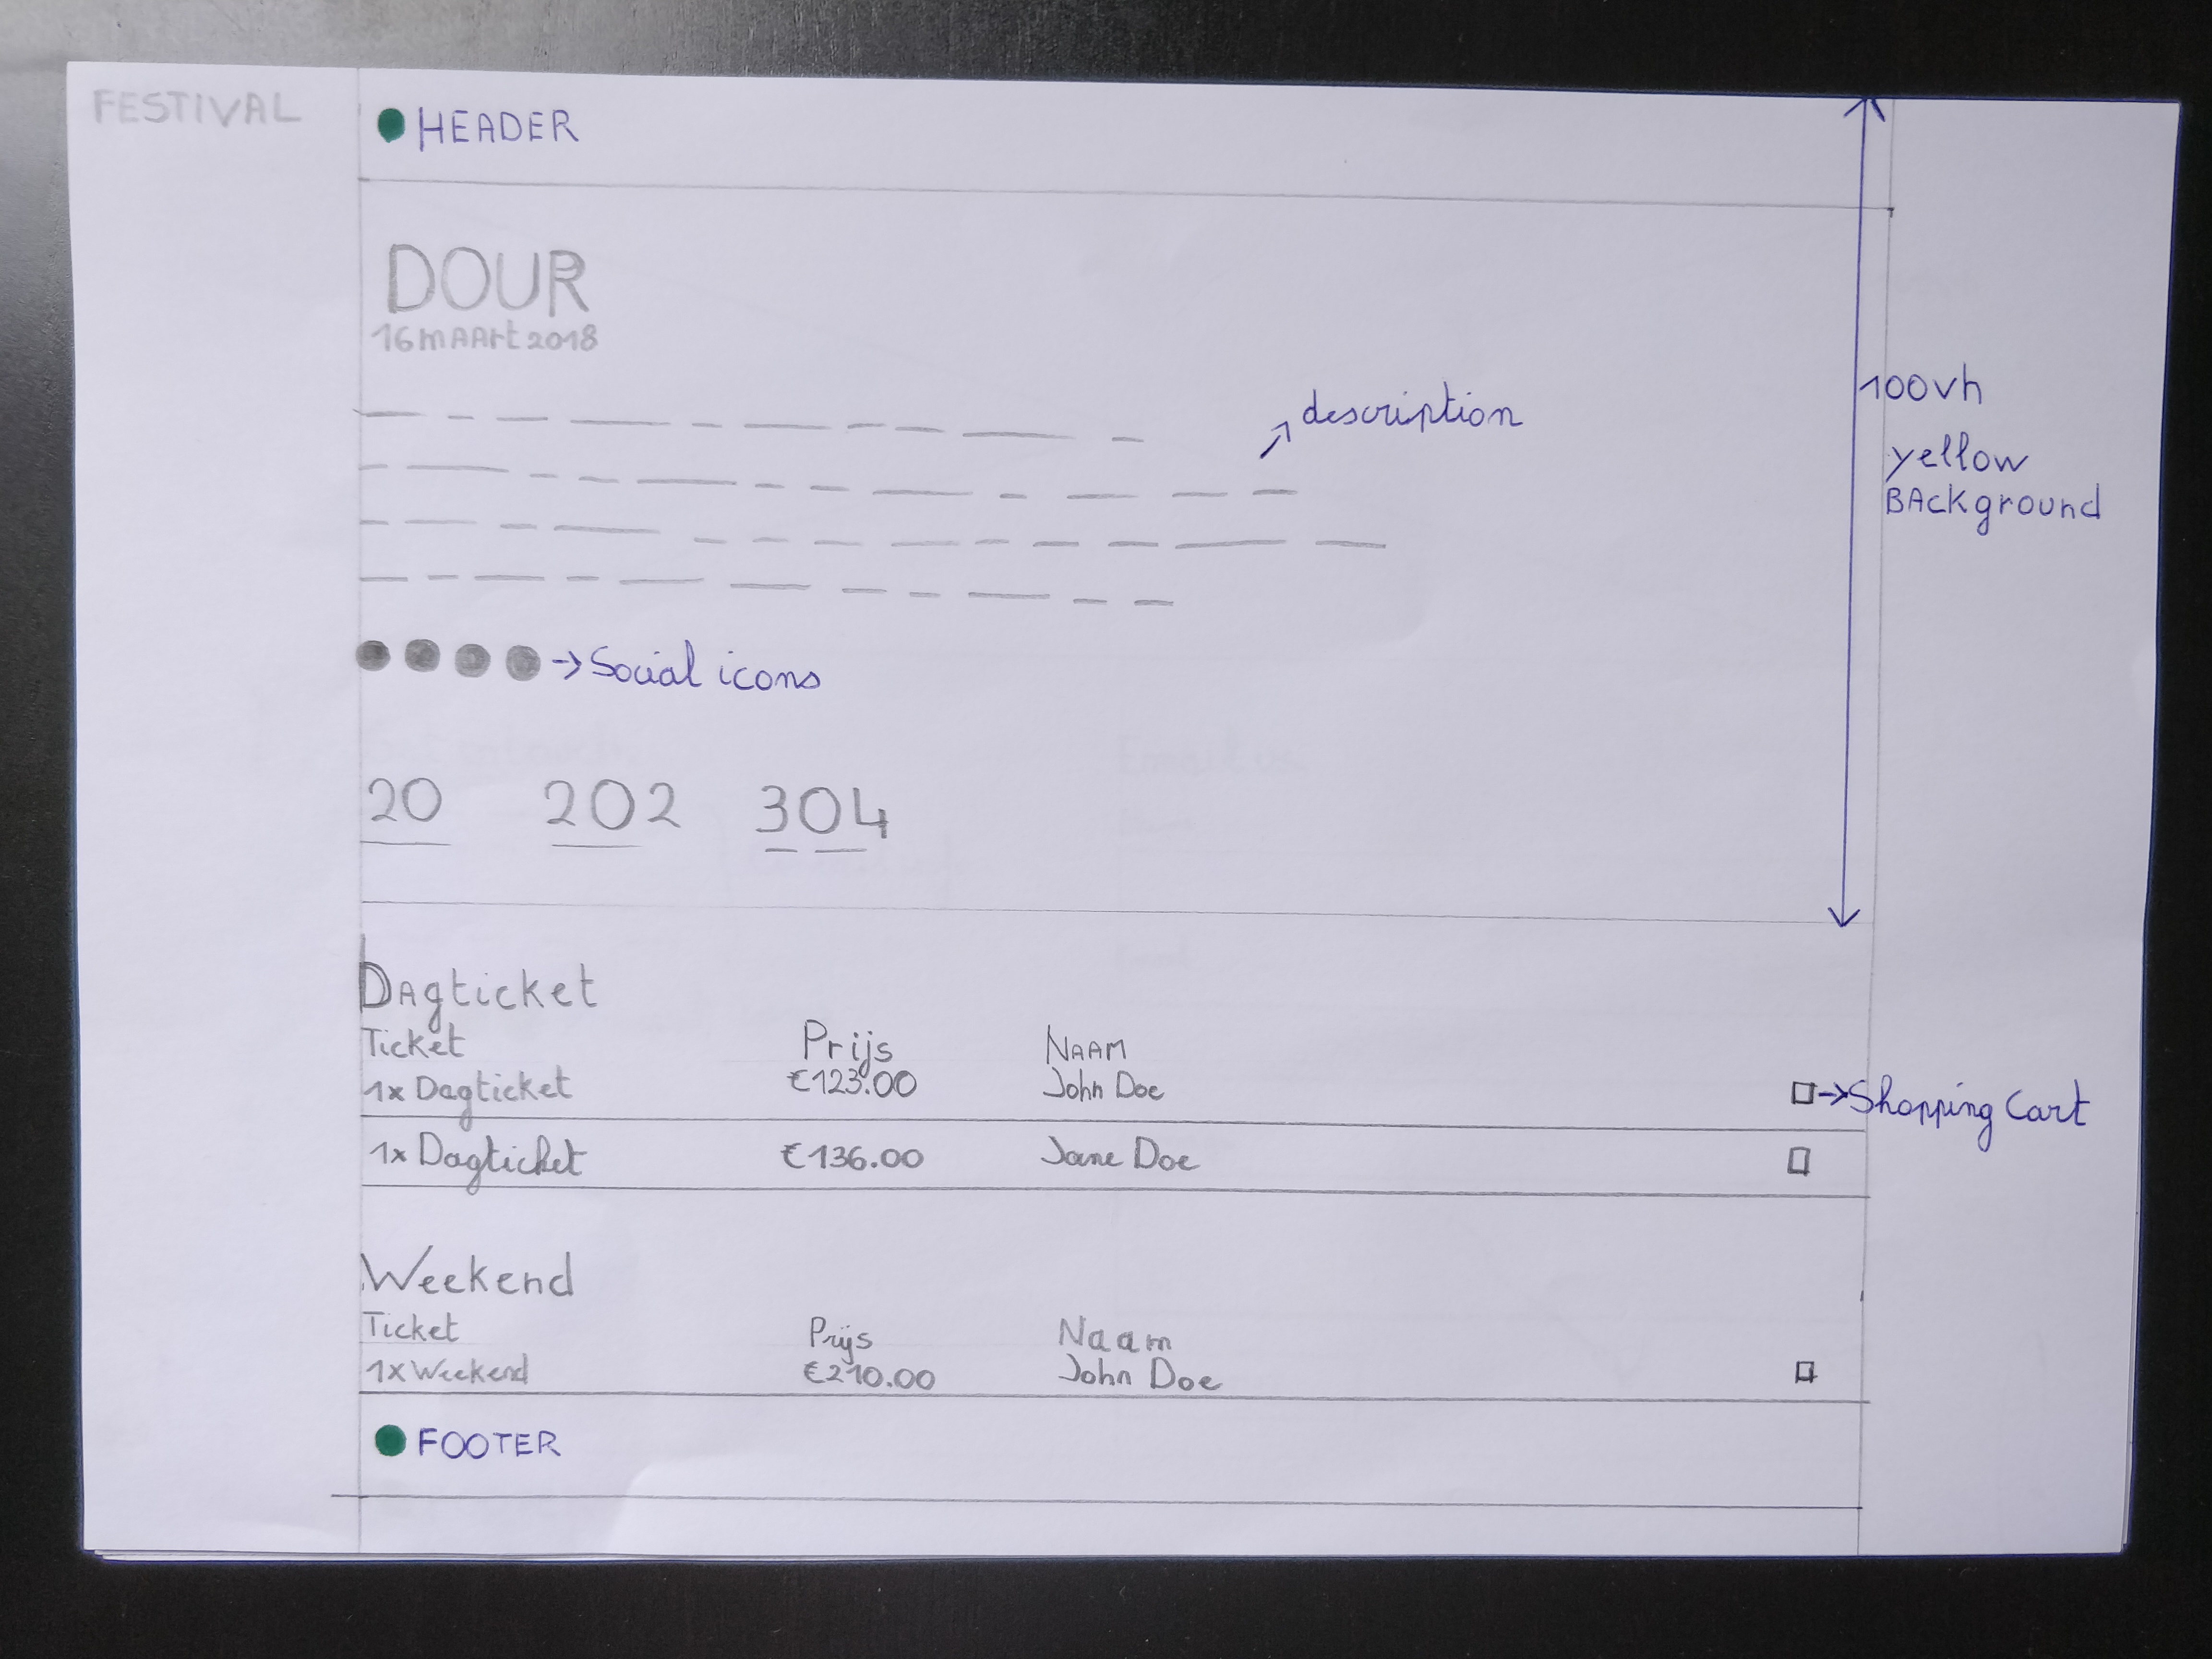 FESTIVAL
HEADER
DOUR
16 mAArt 2018
description
100vh
yellow
BAckground
Social icons
20 202 304
DAgticket
Ticket Prijs NAAM
1x Dagticket €123.00 John Doe
Shopping Cart
1x Dagticket €136.00 Jane Doe
Weekend
Ticket Prijs Naam
1x Weekend €210.00 John Doe
FOOTER